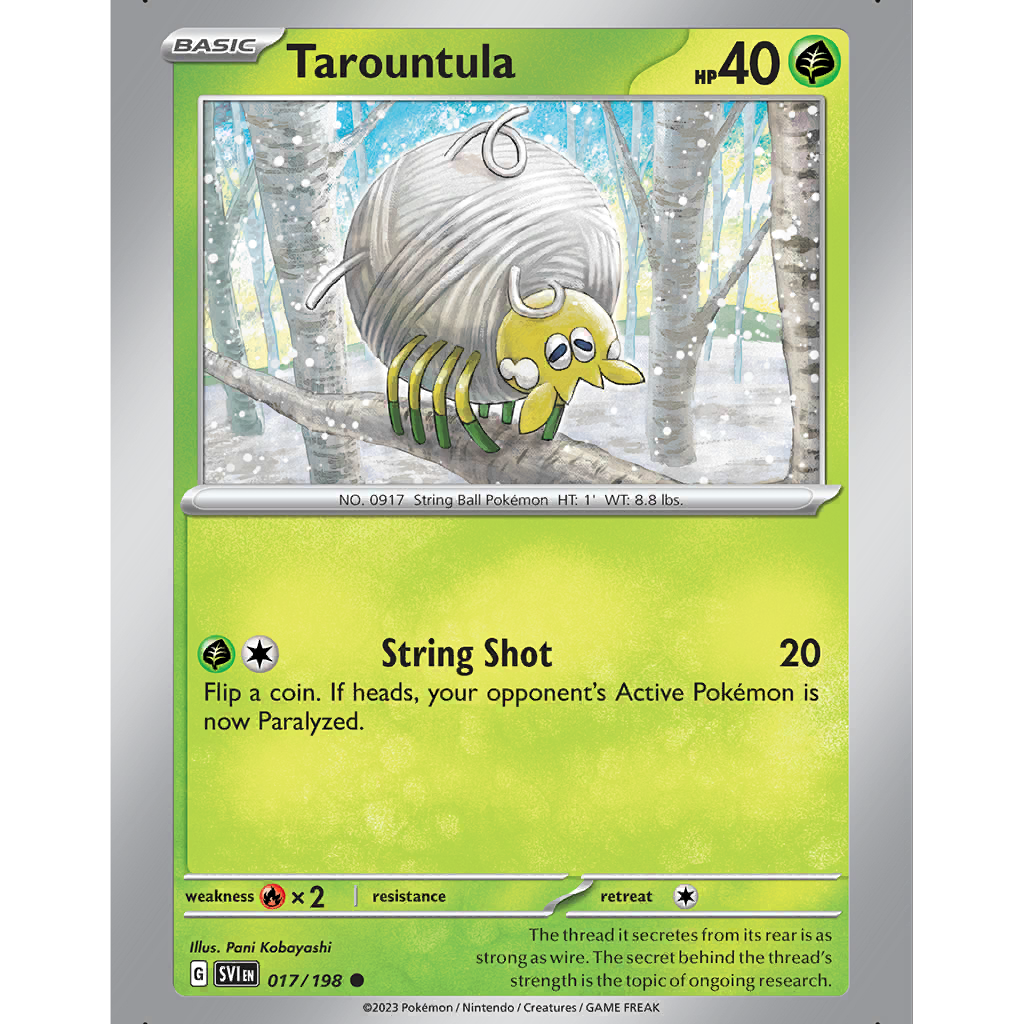 BASIC
Tarountula
HP 40
NO. 0917 String Ball Pokémon HT: 1' WT: 8.8 lbs.
String Shot 20
Flip a coin. If heads, your opponent's Active Pokémon is
now Paralyzed.
weakness ×2 resistance retreat
Illus. Pani Kobayashi
The thread it secretes from its rear is as
strong as wire. The secret behind the thread's
strength is the topic of ongoing research.
G SVI EN 017/198
©2023 Pokémon / Nintendo / Creatures / GAME FREAK